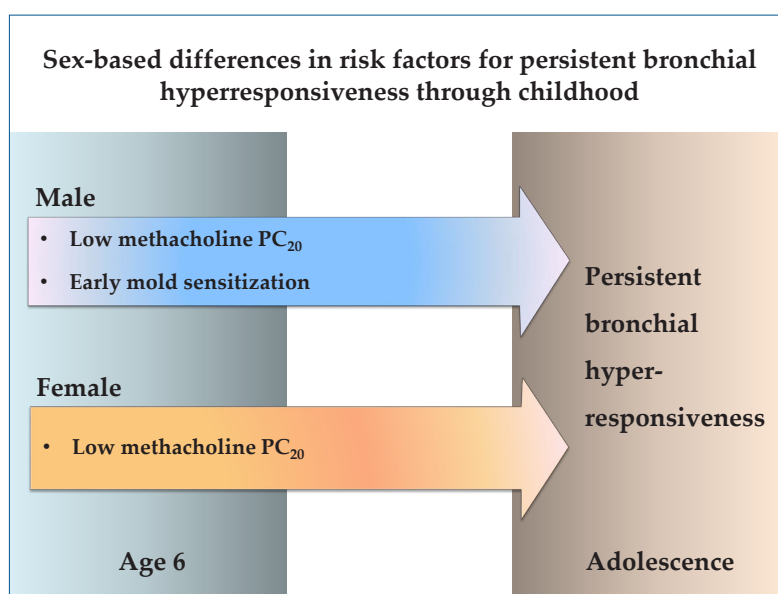 Sex-based differences in risk factors for persistent bronchial
hyperresponsiveness through childhood
Male
• Low methacholine PC₂₀
• Early mold sensitization
Female
• Low methacholine PC₂₀
Persistent
bronchial
hyper-
responsiveness
Age 6
Adolescence